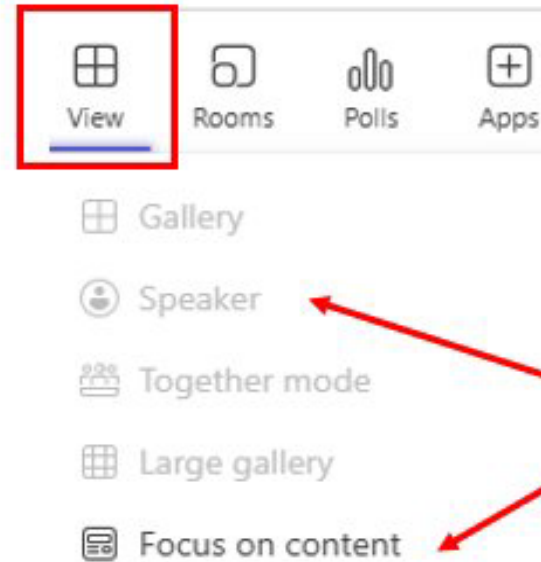 View Rooms Polls Apps
Gallery
Speaker
Together mode
Large gallery
Focus on content